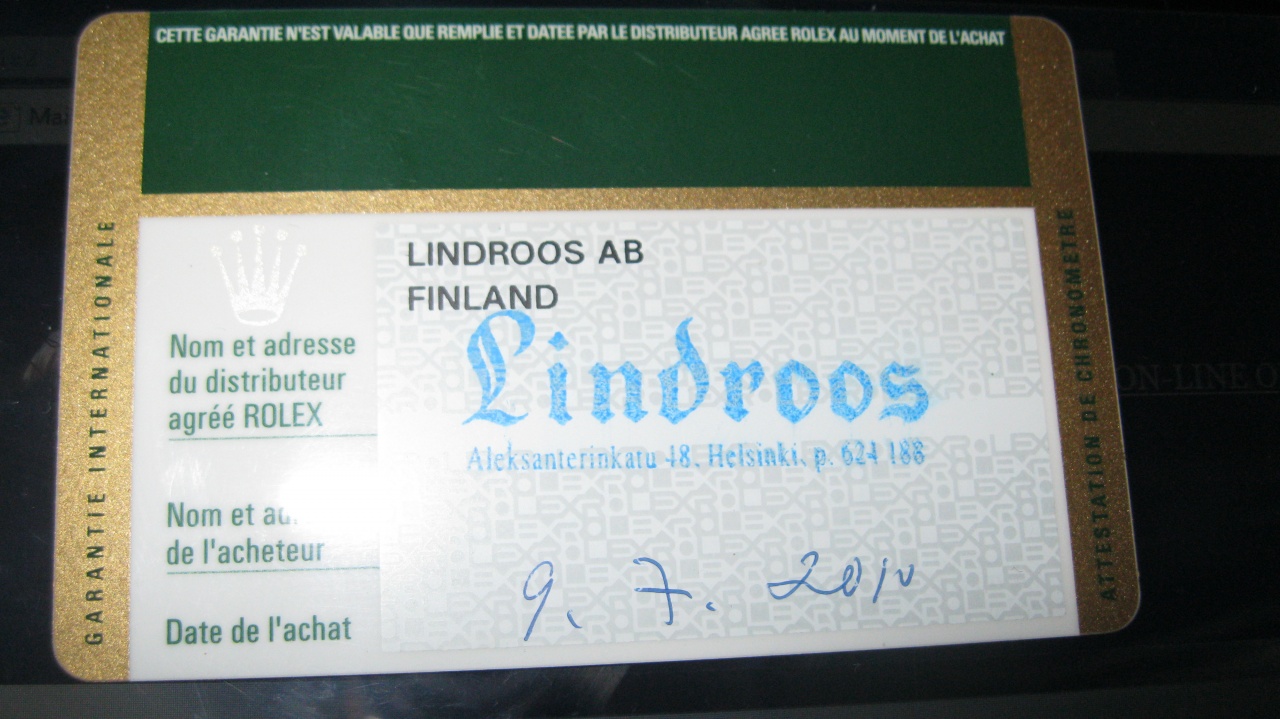 CETTE GARANTIE N'EST VALABLE QUE REMPLIE ET DATEE PAR LE DISTRIBUTEUR AGREE ROLEX AU MOMENT DE L'ACHAT
GARANTIE INTERNATIONALE
LINDROOS AB
FINLAND
Nom et adresse
du distributeur
agréé ROLEX
Lindroos
Aleksanterinkatu 48, Helsinki, p. 624 188
Nom et
de l'acheteur
Date de l'achat
9. 7. 2010
ATTESTATION DE CHRONOMETRE
ON-LINE